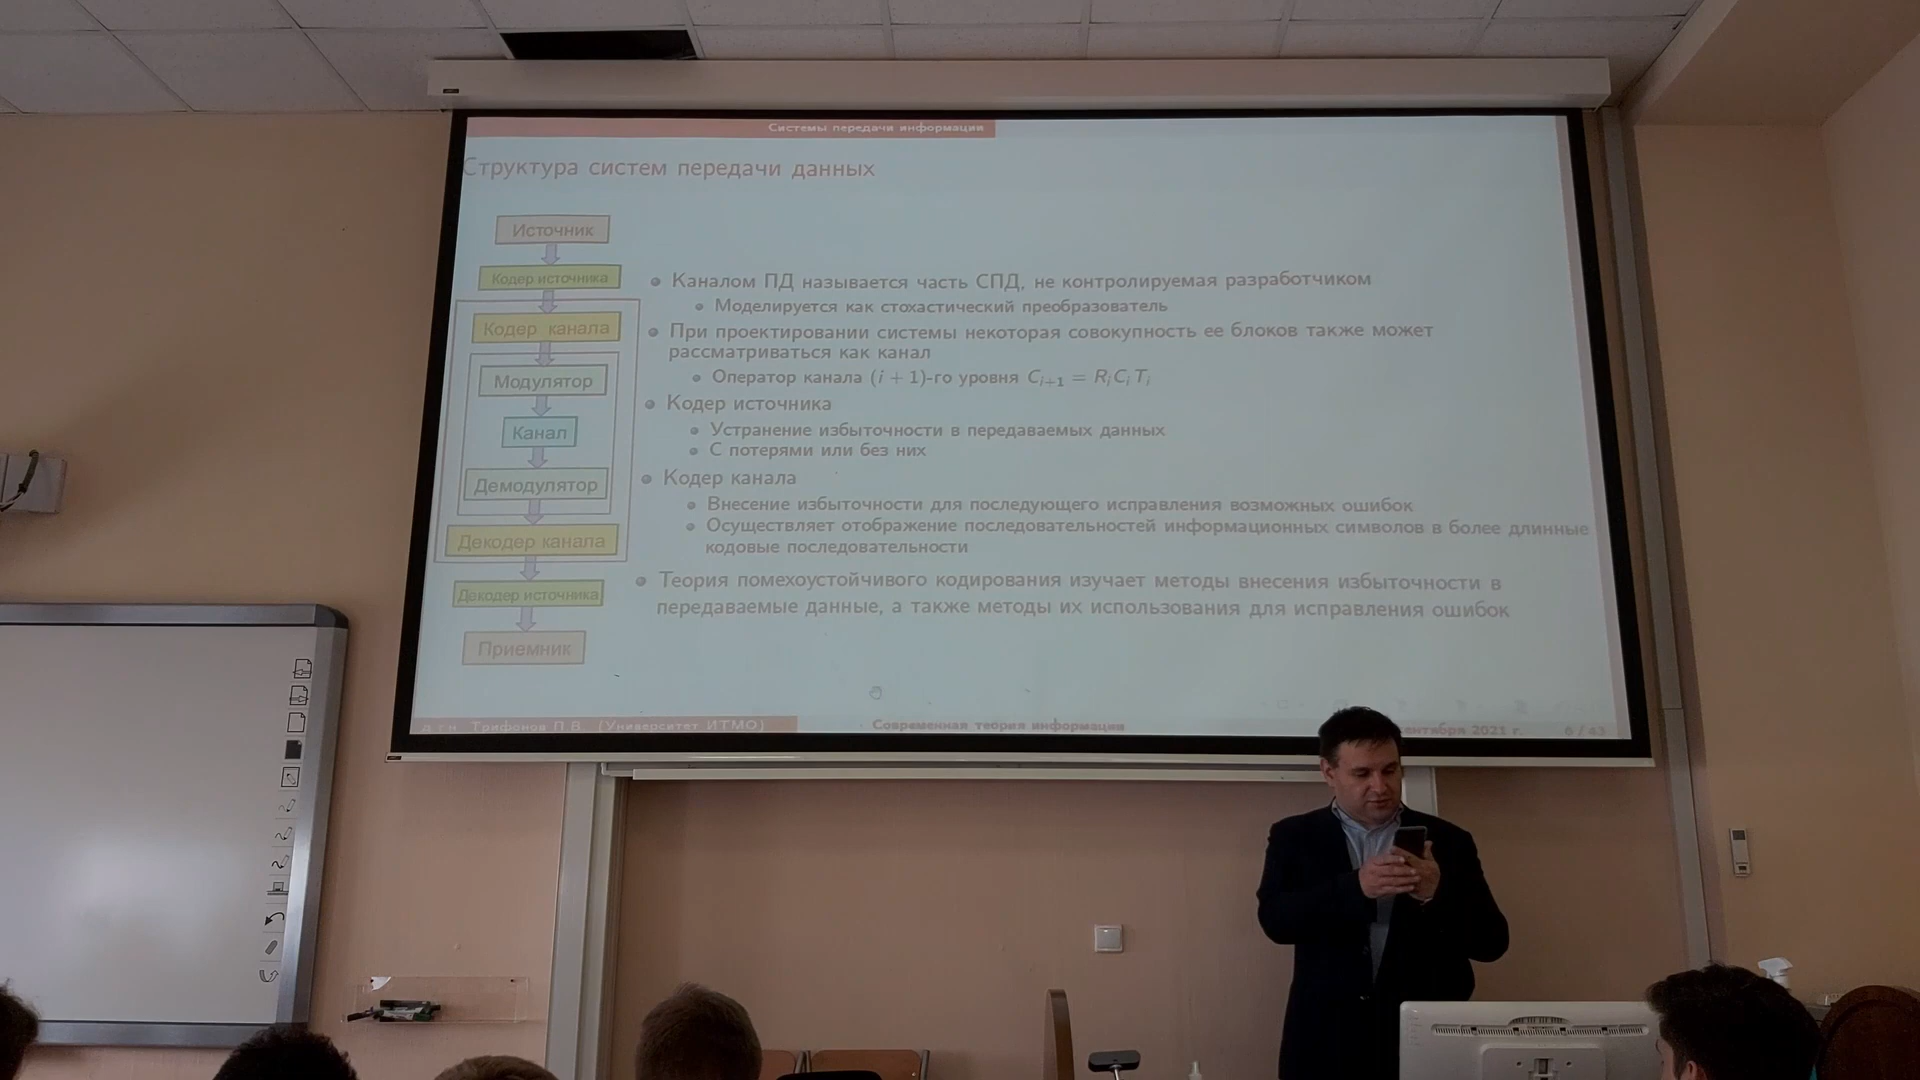 Системы передачи информации
Структура систем передачи данных
Источник
Кодер источника
Кодер канала
Модулятор
Канал
Демодулятор
Декодер канала
Декодер источника
Приемник
Каналом ПД называется часть СПД, не контролируемая разработчиком
Моделируется как стохастический преобразователь
При проектировании системы некоторая совокупность ее блоков также может
рассматриваться как канал
Оператор канала (i + 1)-го уровня C_{i+1} = R_i C_i T_i
Кодер источника
Устранение избыточности в передаваемых данных
С потерями или без них
Кодер канала
Внесение избыточности для последующего исправления возможных ошибок
Осуществляет отображение последовательностей информационных символов в более длинные
кодовые последовательности
Теория помехоустойчивого кодирования изучает методы внесения избыточности в
передаваемые данные, а также методы их использования для исправления ошибок
д.т.н. Трифонов П.В. (Университет ИТМО)
Современная теория информации
2021 г.
6 / 43